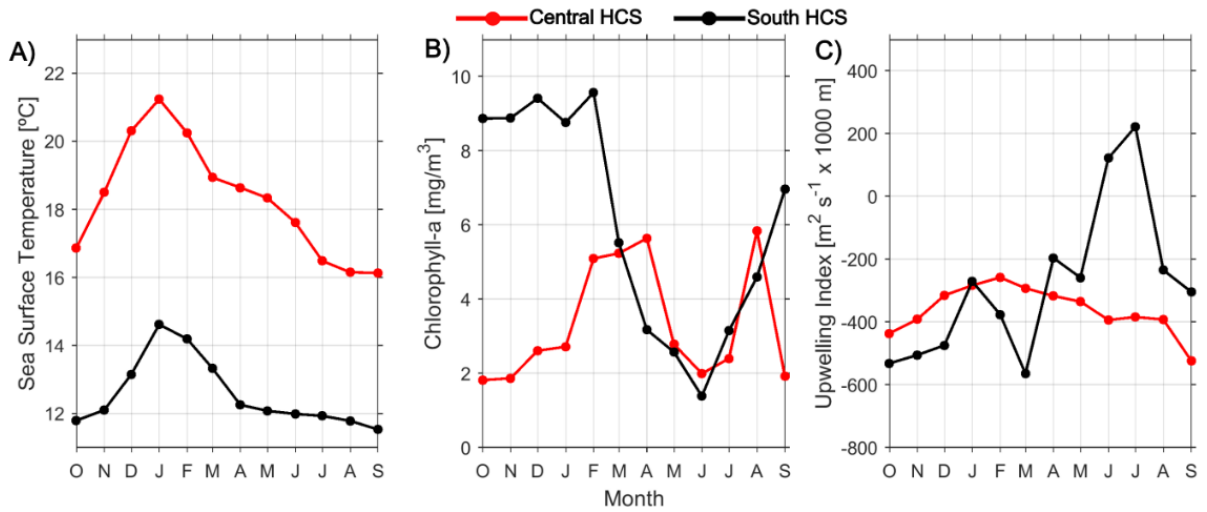 Central HCS South HCS
A)
Sea Surface Temperature [ºC]
22
20
18
16
14
12
O N D J F M A M J J A S
B)
Chlorophyll-a [mg/m³]
10
8
6
4
2
0
O N D J F M A M J J A S
Month
C)
Upwelling Index [m² s⁻¹ x 1000 m]
400
200
0
-200
-400
-600
-800
O N D J F M A M J J A S